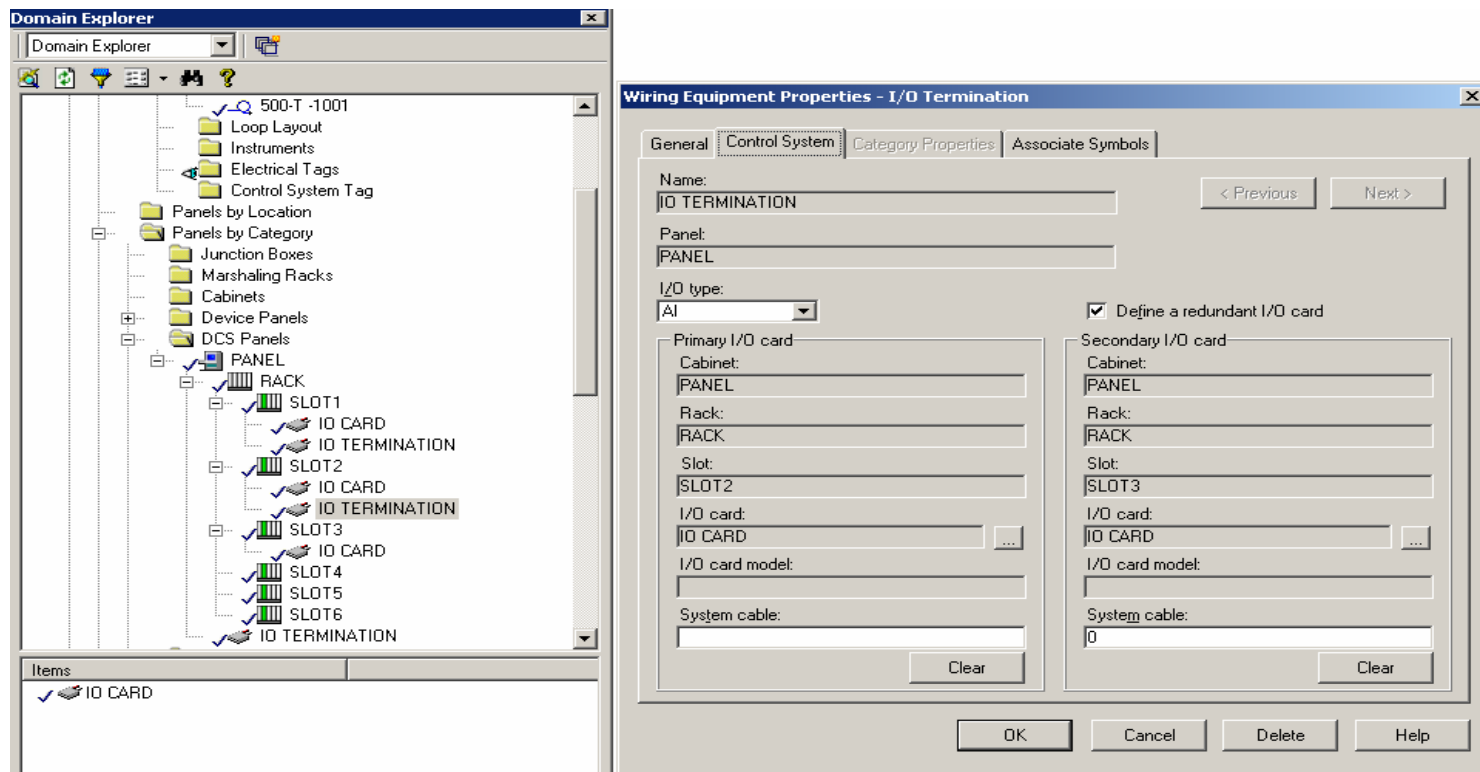 Domain Explorer
Domain Explorer
500-T -1001
Loop Layout
Instruments
Electrical Tags
Control System Tag
Panels by Location
Panels by Category
Junction Boxes
Marshaling Racks
Cabinets
Device Panels
DCS Panels
PANEL
RACK
SLOT1
IO CARD
IO TERMINATION
SLOT2
IO CARD
IO TERMINATION
SLOT3
IO CARD
SLOT4
SLOT5
SLOT6
IO TERMINATION
Items
IO CARD
Wiring Equipment Properties - I/O Termination
General Control System Category Properties Associate Symbols
Name:
IO TERMINATION
< Previous Next >
Panel:
PANEL
I/O type:
AI
Define a redundant I/O card
Primary I/O card
Cabinet:
PANEL
Rack:
RACK
Slot:
SLOT2
I/O card:
IO CARD ...
I/O card model:
System cable:
Clear
Secondary I/O card
Cabinet:
PANEL
Rack:
RACK
Slot:
SLOT3
I/O card:
IO CARD ...
I/O card model:
System cable:
0
Clear
OK Cancel Delete Help